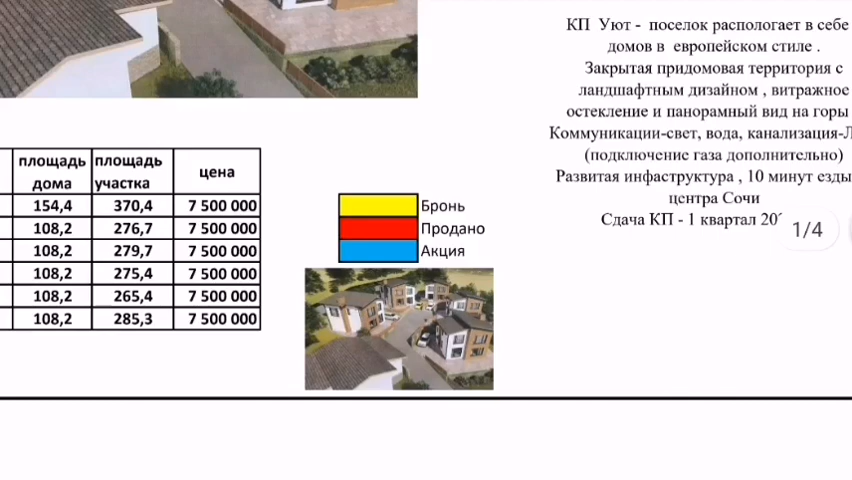 КП Уют - поселок распологает в себе
домов в европейском стиле .
Закрытая придомовая территория с
ландшафтным дизайном , витражное
остекление и панорамный вид на горы
Коммуникации-свет, вода, канализация-Л
(подключение газа дополнительно)
Развитая инфаструктура , 10 минут езды
центра Сочи
Сдача КП - 1 квартал
1/4
площадь дома площадь участка цена
154,4 370,4 7 500 000
108,2 276,7 7 500 000
108,2 279,7 7 500 000
108,2 275,4 7 500 000
108,2 265,4 7 500 000
108,2 285,3 7 500 000
Бронь
Продано
Акция